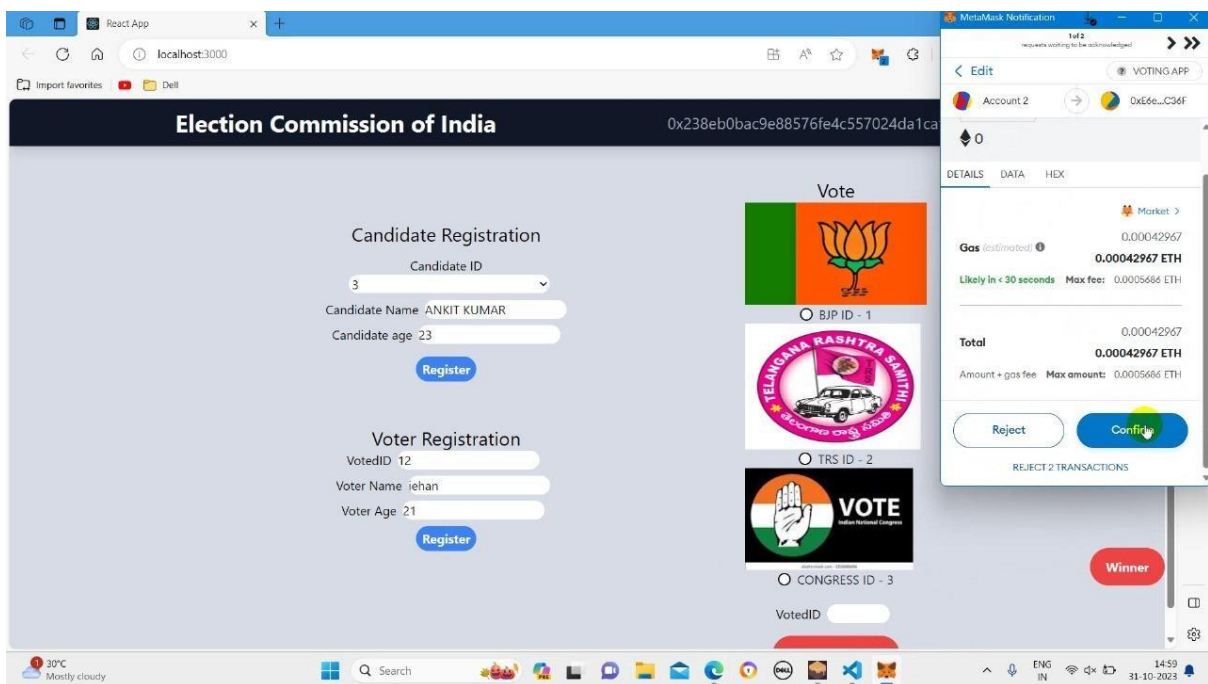 React App
localhost:3000
Import favorites
Dell
Election Commission of India
0x238eb0bac9e88576fe4c557024da1ca
Candidate Registration
Candidate ID
3
Candidate Name ANKIT KUMAR
Candidate age 23
Register
Voter Registration
VotedID 12
Voter Name iehan
Voter Age 21
Register
Vote
BJP ID - 1
TELANGANA RASHTRA SAMITHI
TRS
తెలంగాణ రాష్ట్ర సమితి
TRS ID - 2
VOTE
Indian National Congress
CONGRESS ID - 3
VotedID
Winner
MetaMask Notification
1 of 2
requests waiting to be acknowledged
Edit
VOTING APP
Account 2
0xE6e...C36F
0
DETAILS DATA HEX
Market >
Gas (estimated)
0.00042967
0.00042967 ETH
Likely in < 30 seconds Max fee: 0.0005686 ETH
Total
0.00042967
0.00042967 ETH
Amount + gas fee Max amount: 0.0005686 ETH
Reject
Confirm
REJECT 2 TRANSACTIONS
1
30°C
Mostly cloudy
Search
DELL
ENG
IN
14:59
31-10-2023